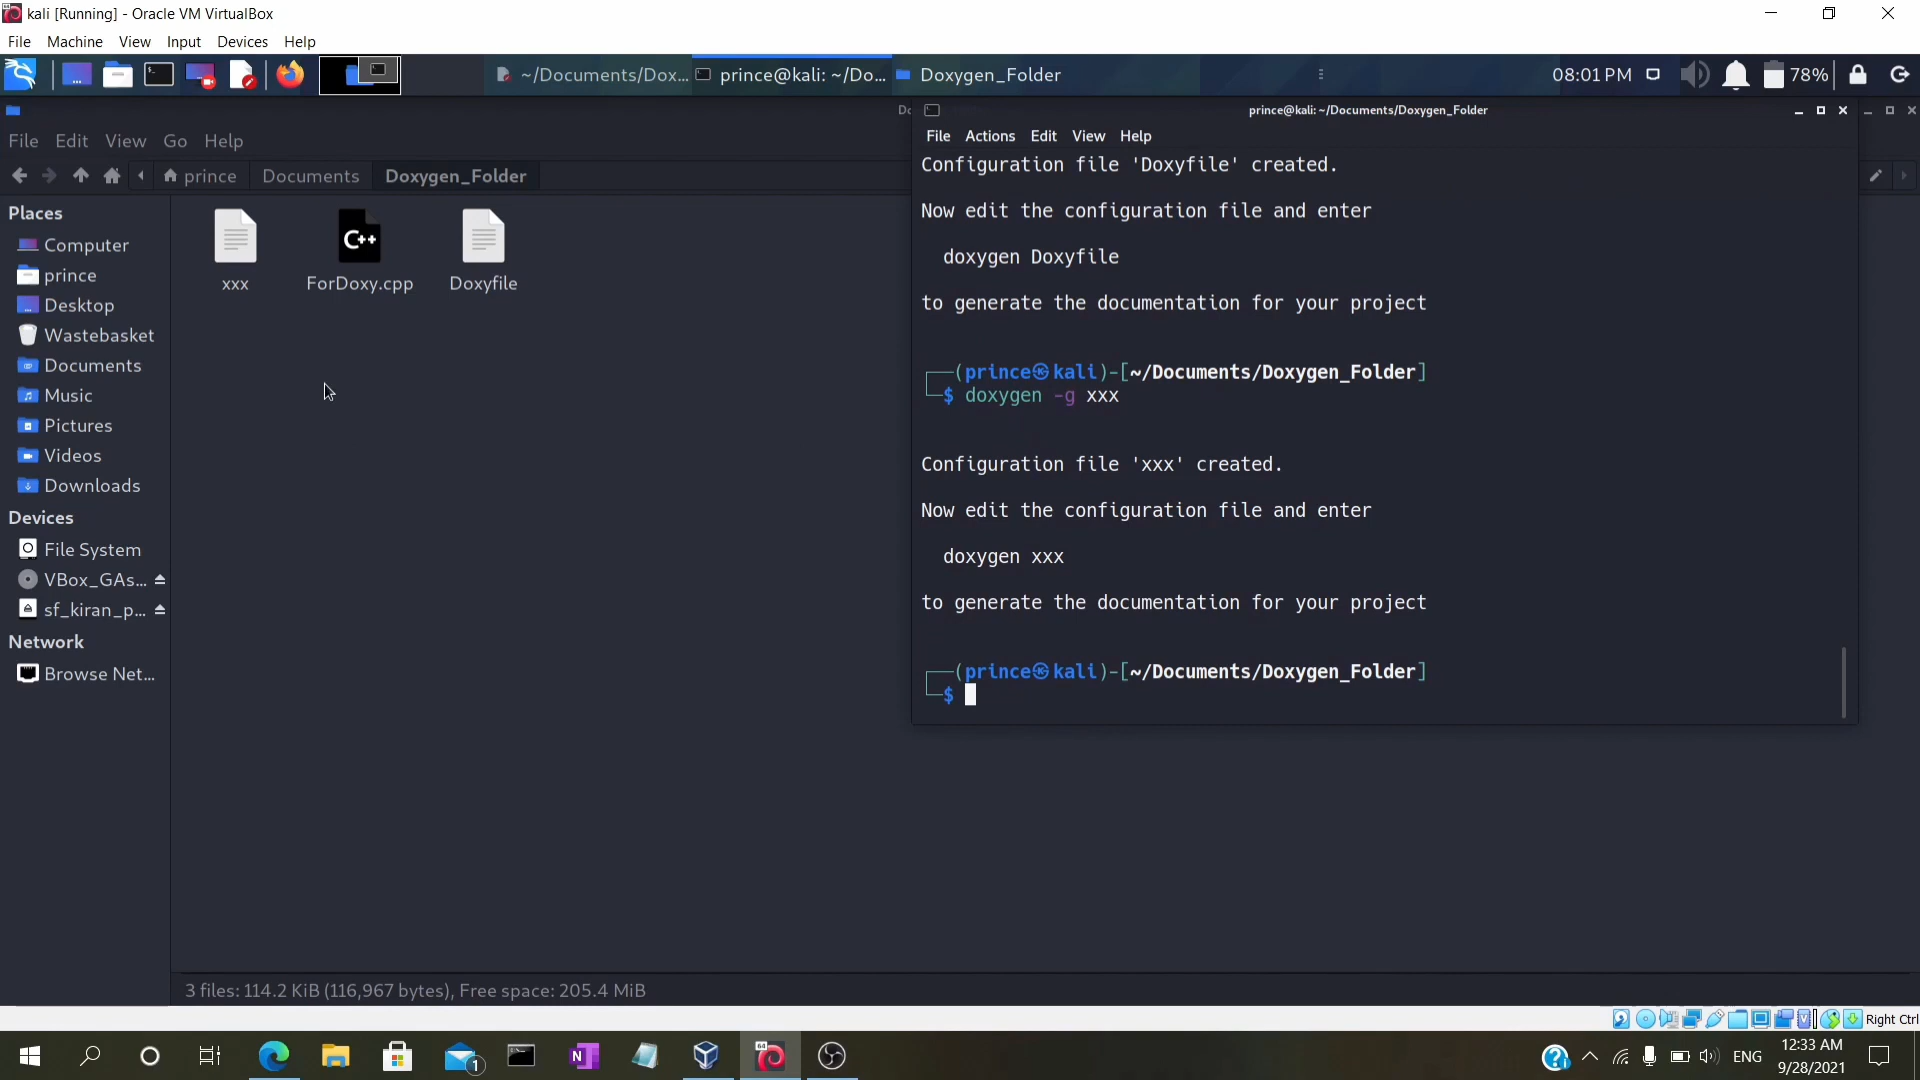 kali [Running] - Oracle VM VirtualBox
File Machine View Input Devices Help
~/Documents/Dox... prince@kali: ~/Do... Doxygen_Folder 08:01 PM 78%
prince@kali: ~/Documents/Doxygen_Folder
File Edit View Go Help
File Actions Edit View Help
prince Documents Doxygen_Folder
Places
Computer
prince
Desktop
Wastebasket
Documents
Music
Pictures
Videos
Downloads
Devices
File System
VBox_GAs...
sf_kiran_p...
Network
Browse Net...
xxx
C++
ForDoxy.cpp
Doxyfile
Configuration file 'Doxyfile' created.
Now edit the configuration file and enter
doxygen Doxyfile
to generate the documentation for your project
(prince㉿kali)-[~/Documents/Doxygen_Folder]
$ doxygen -g xxx
Configuration file 'xxx' created.
Now edit the configuration file and enter
doxygen xxx
to generate the documentation for your project
(prince㉿kali)-[~/Documents/Doxygen_Folder]
$
3 files: 114.2 KiB (116,967 bytes), Free space: 205.4 MiB
Right Ctrl
1
N
64
ENG
12:33 AM
9/28/2021